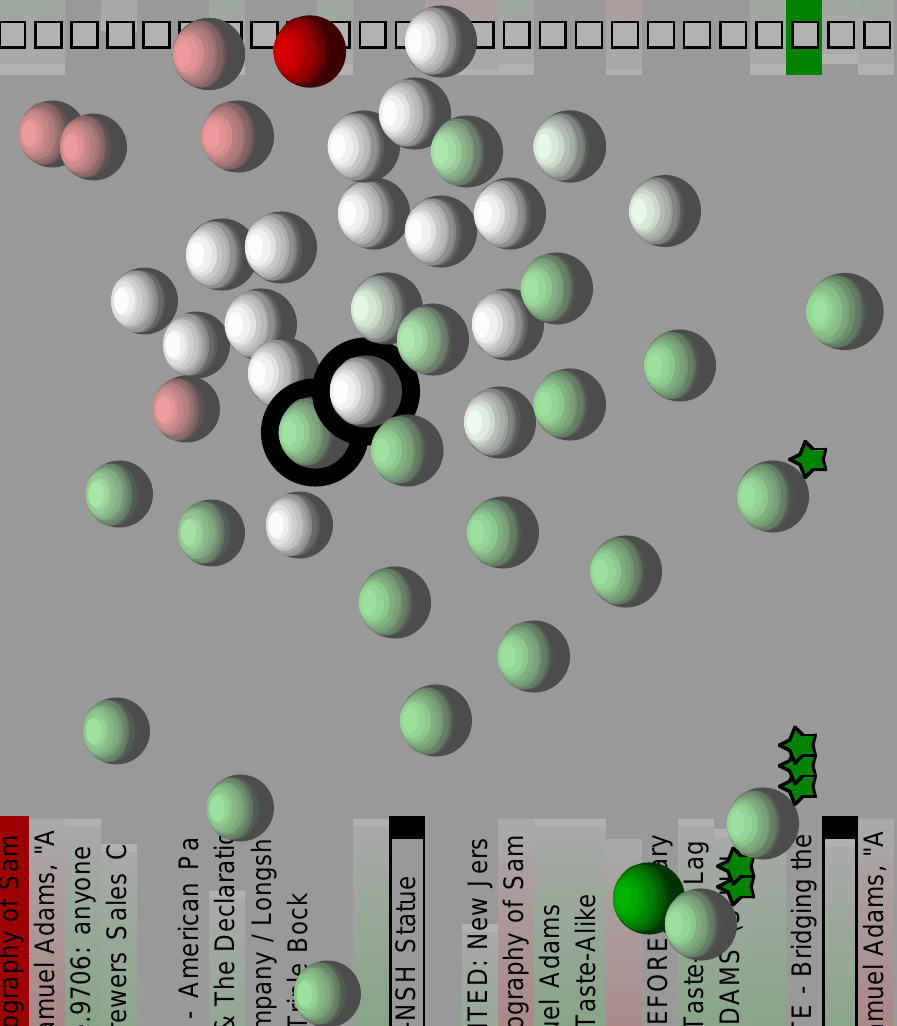 ography of Sam
amuel Adams, "A
.9706: anyone
rewers Sales C
- American Pa
& The Declaratio
mpany / Longsh
Triple Bock
-NSH Statue
ITED: New Jers
ography of Sam
uel Adams
Taste-Alike
EFORE
ary
Taste-
Lag
DAMS
E - Bridging the
muel Adams, "A